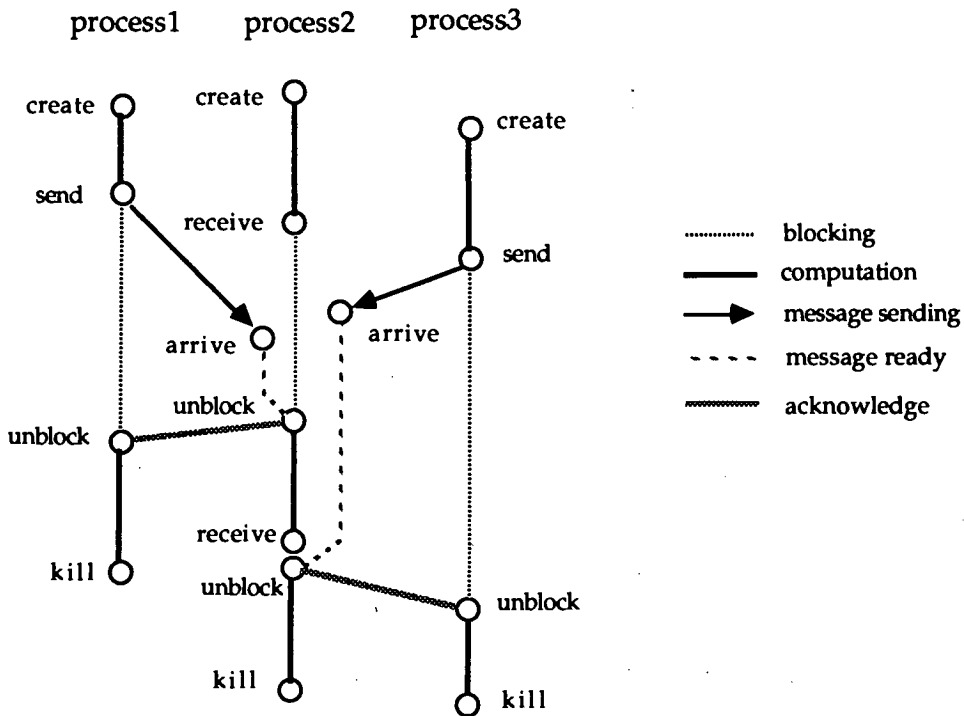 process1 process2 process3
create
create
create
send
receive
send
arrive
arrive
unblock
unblock
receive
unblock
kill
unblock
kill
kill
blocking
computation
message sending
message ready
acknowledge